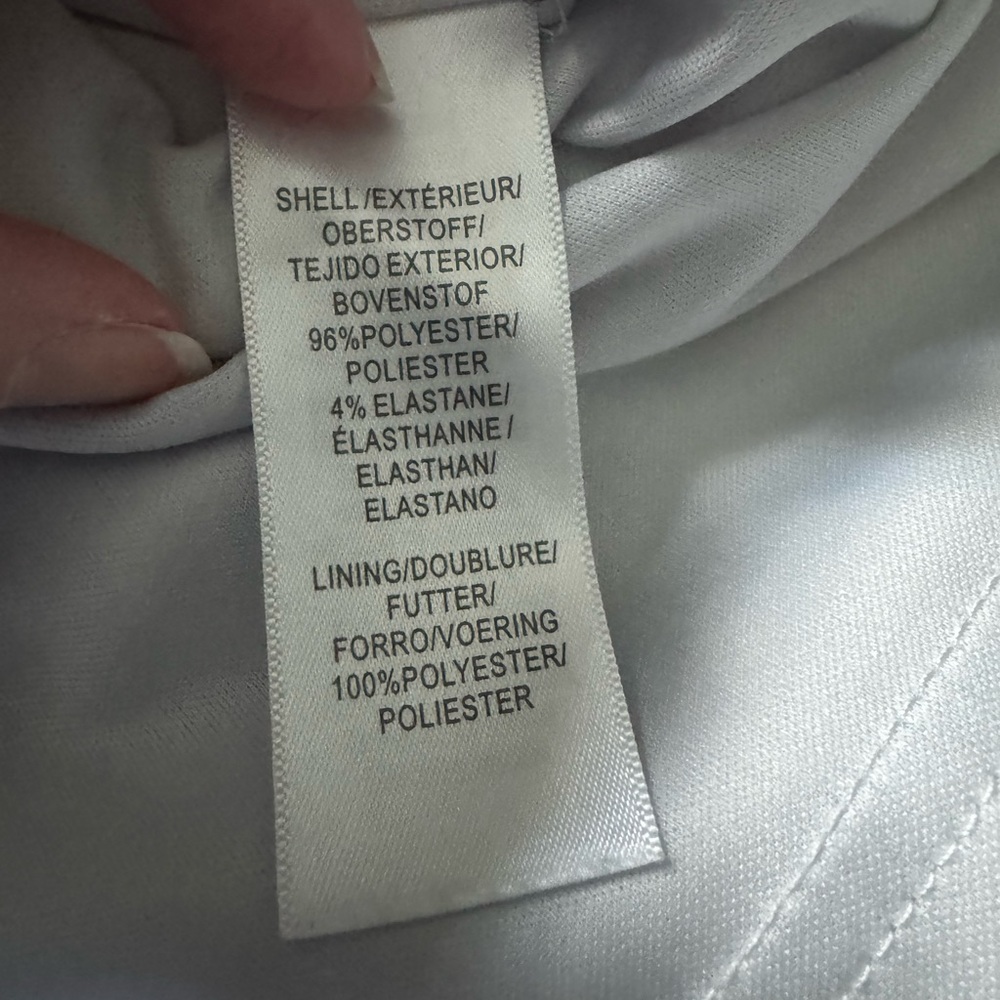 SHELL/EXTÉRIEUR/
OBERSTOFF/
TEJIDO EXTERIOR/
BOVENSTOF
96%POLYESTER/
POLIESTER
4% ELASTANE/
ÉLASTHANNE/
ELASTHAN/
ELASTANO
LINING/DOUBLURE/
FUTTER/
FORRO/VOERING
100%POLYESTER/
POLIESTER